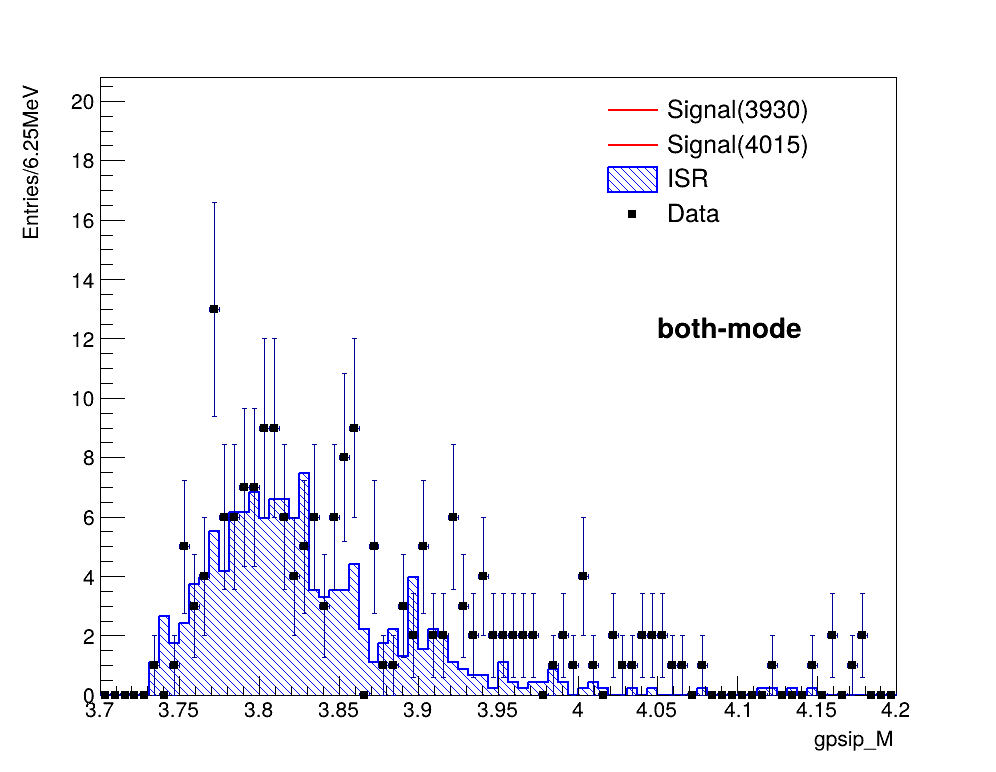 Entries/6.25MeV
20
18
16
14
12
10
8
6
4
2
0
Signal(3930)
Signal(4015)
ISR
Data
both-mode
3.7 3.75 3.8 3.85 3.9 3.95 4 4.05 4.1 4.15 4.2
gpsip_M